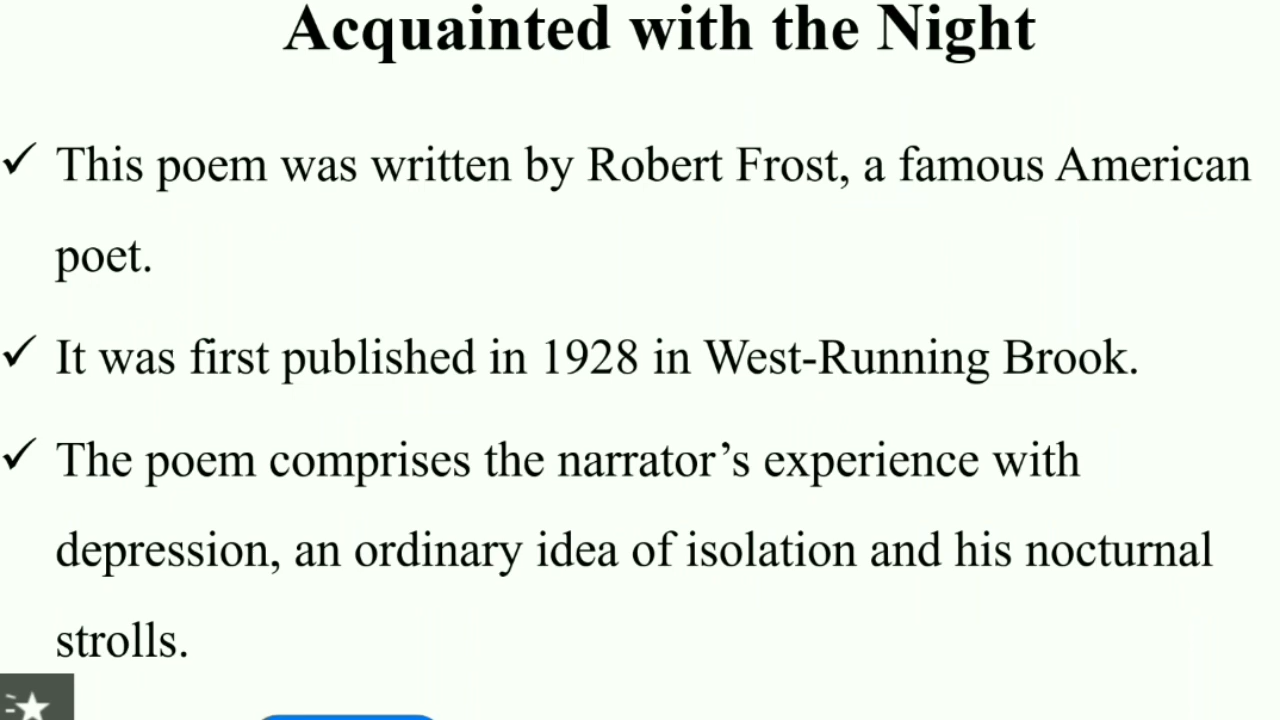 Acquainted with the Night
✓ This poem was written by Robert Frost, a famous American
poet.
✓ It was first published in 1928 in West-Running Brook.
✓ The poem comprises the narrator’s experience with
depression, an ordinary idea of isolation and his nocturnal
strolls.